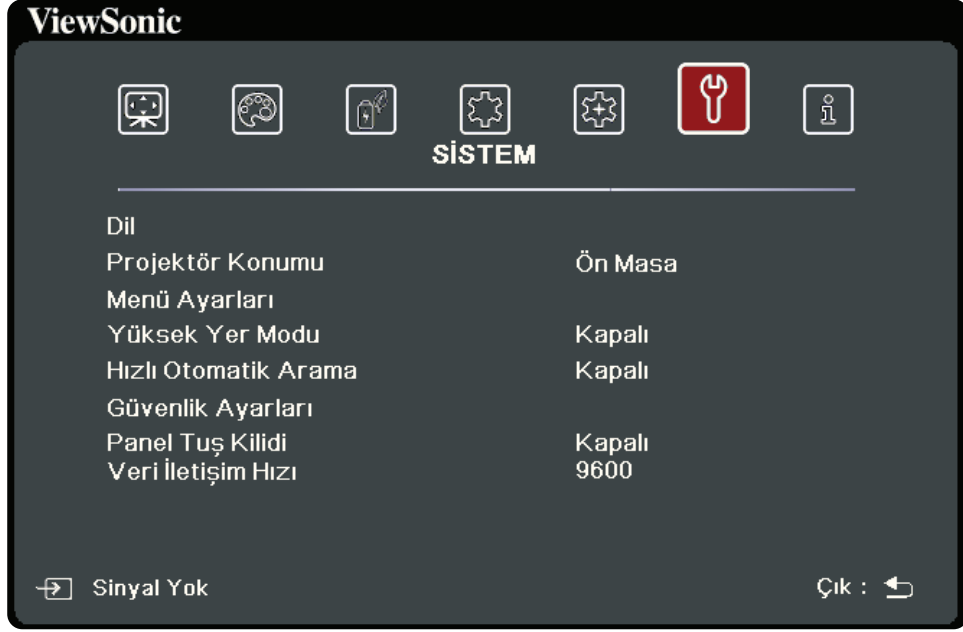 ViewSonic
SİSTEM
Dil
Projektör Konumu Ön Masa
Menü Ayarları
Yüksek Yer Modu Kapalı
Hızlı Otomatik Arama Kapalı
Güvenlik Ayarları
Panel Tuş Kilidi Kapalı
Veri İletişim Hızı 9600
Sinyal Yok Çık :